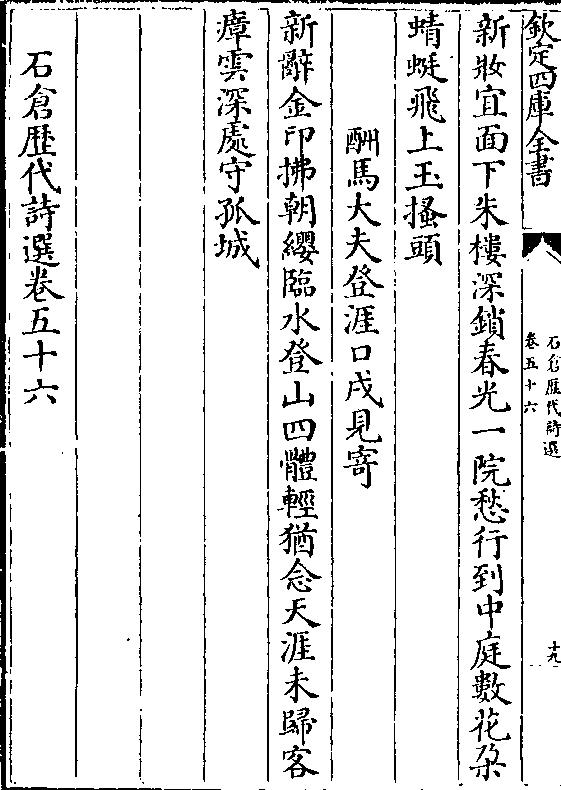 欽定四庫全書
石倉歷代詩選
卷五十六
十九
新妝宜面下朱樓深鎖春光一院愁行到中庭數花朶
蜻蜓飛上玉搔頭
酬馬大夫登涯口戍見寄
新辭金印拂朝纓臨水登山四體輕猶念天涯未歸客
瘴雲深處守孤城
石倉歷代詩選卷五十六